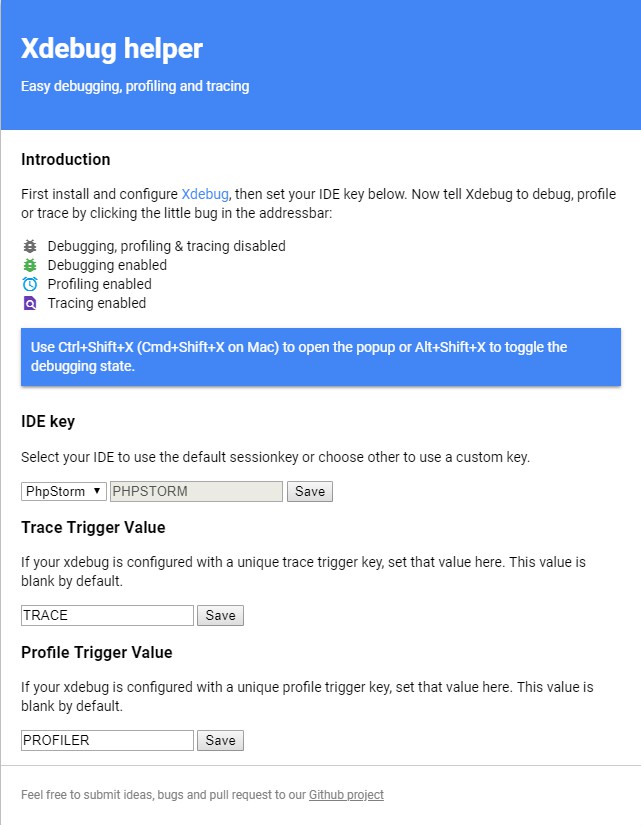 Xdebug helper
Easy debugging, profiling and tracing
Introduction
First install and configure Xdebug, then set your IDE key below. Now tell Xdebug to debug, profile
or trace by clicking the little bug in the addressbar:
Debugging, profiling & tracing disabled
Debugging enabled
Profiling enabled
Tracing enabled
Use Ctrl+Shift+X (Cmd+Shift+X on Mac) to open the popup or Alt+Shift+X to toggle the
debugging state.
IDE key
Select your IDE to use the default sessionkey or choose other to use a custom key.
PhpStorm PHPSTORM Save
Trace Trigger Value
If your xdebug is configured with a unique trace trigger key, set that value here. This value is
blank by default.
TRACE Save
Profile Trigger Value
If your xdebug is configured with a unique profile trigger key, set that value here. This value is
blank by default.
PROFILER Save
Feel free to submit ideas, bugs and pull request to our Github project